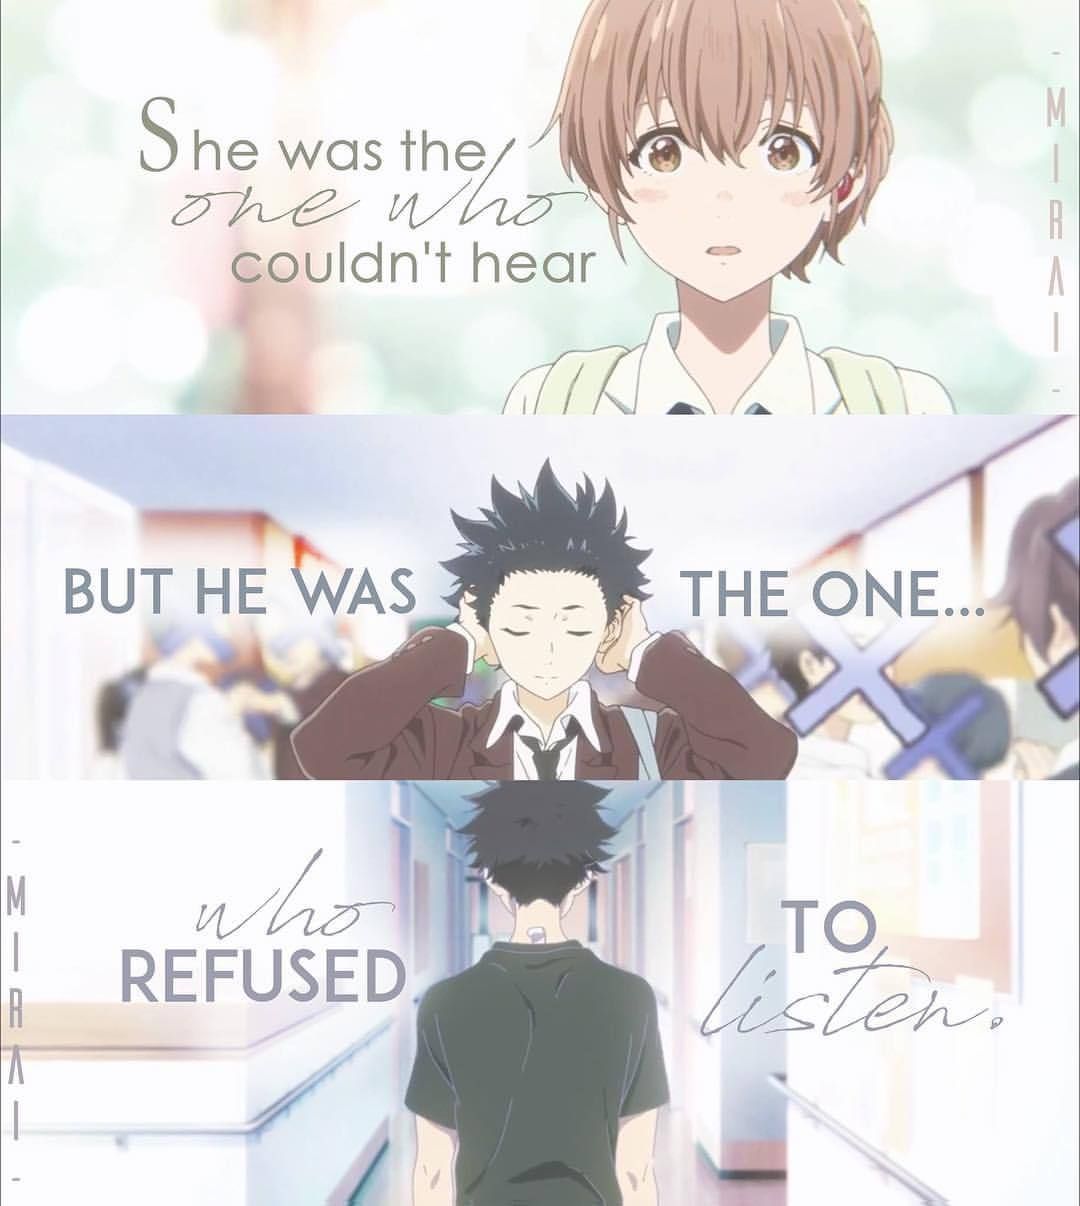 She was the
one who
couldn't hear
- MIRAI -
BUT HE WAS THE ONE...
who
REFUSED
TO
listen.
- MIRAI -